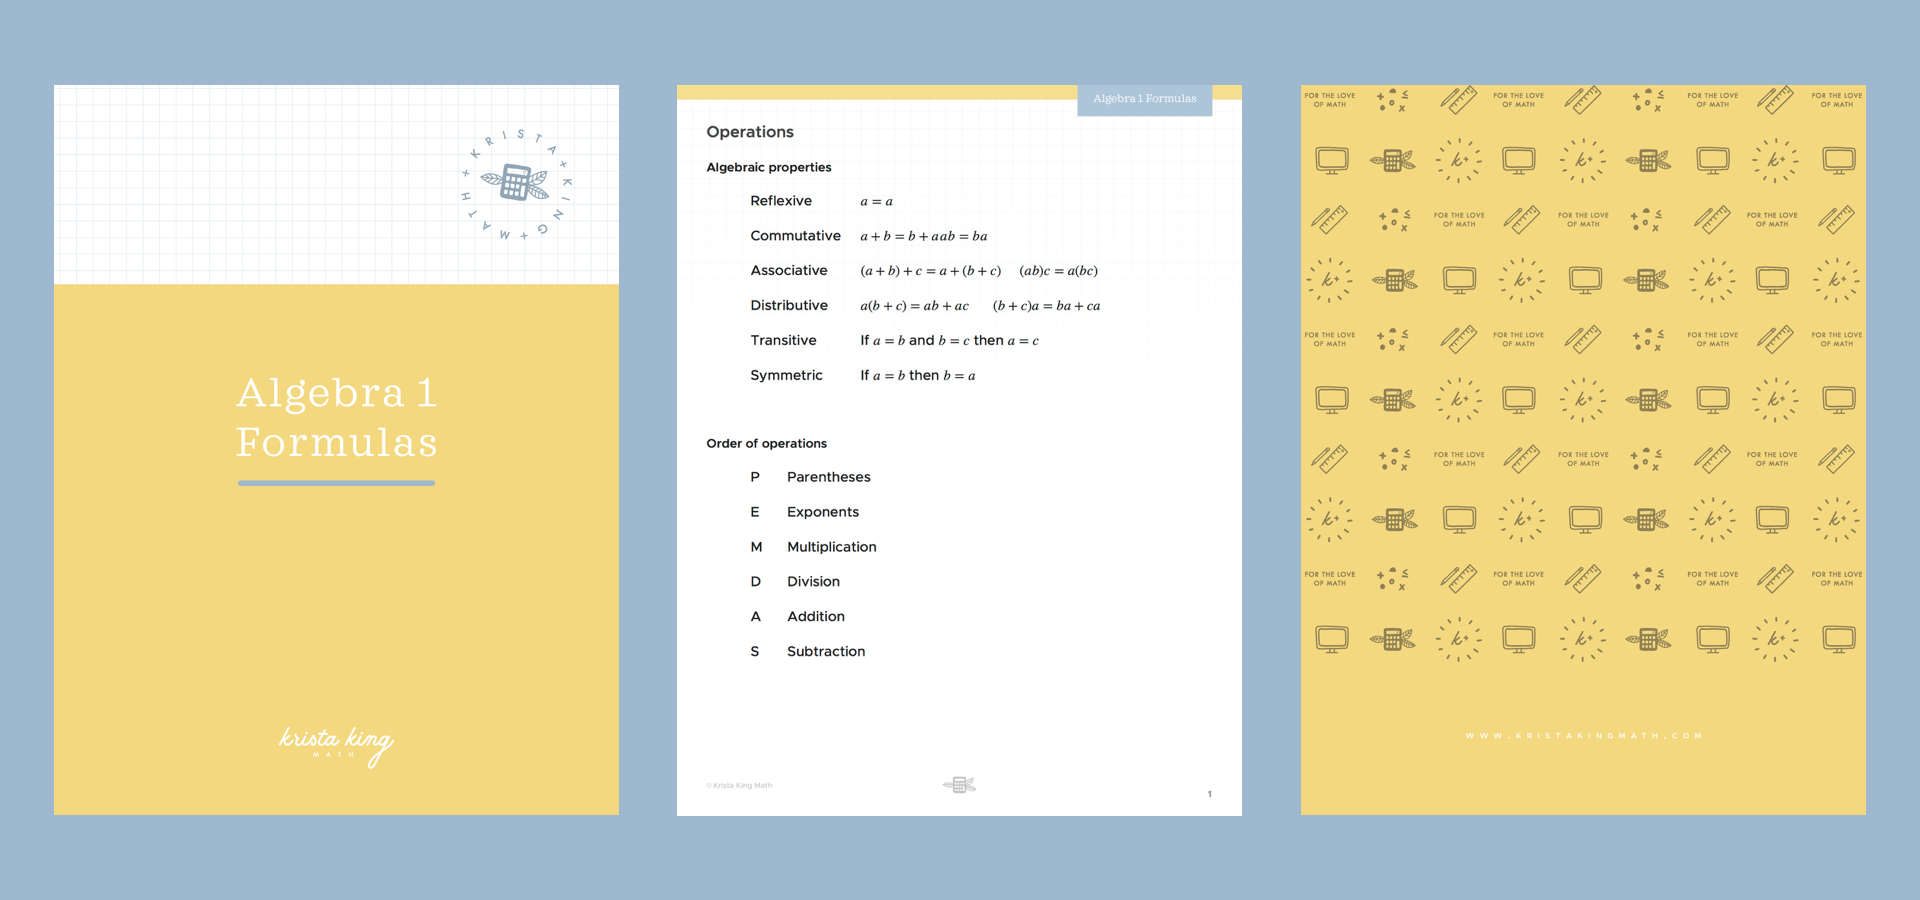 KRISTA + KING + MATH +
Algebra 1
Formulas
krista king
MATH
Algebra 1 Formulas
Operations
Algebraic properties
Reflexive a = a
Commutative a + b = b + aab = ba
Associative (a + b) + c = a + (b + c) (ab)c = a(bc)
Distributive a(b + c) = ab + ac (b + c)a = ba + ca
Transitive If a = b and b = c then a = c
Symmetric If a = b then b = a
Order of operations
P Parentheses
E Exponents
M Multiplication
D Division
A Addition
S Subtraction
© Krista King Math
1
FOR THE LOVE FOR THE LOVE FOR THE LOVE FOR THE LOVE
OF MATH OF MATH OF MATH OF MATH
k+ k+ k+
FOR THE LOVE FOR THE LOVE FOR THE LOVE
OF MATH OF MATH OF MATH
k+ k+ k+ k+
FOR THE LOVE FOR THE LOVE FOR THE LOVE FOR THE LOVE
OF MATH OF MATH OF MATH OF MATH
k+ k+ k+
FOR THE LOVE FOR THE LOVE FOR THE LOVE
OF MATH OF MATH OF MATH
k+ k+ k+ k+
FOR THE LOVE FOR THE LOVE FOR THE LOVE FOR THE LOVE
OF MATH OF MATH OF MATH OF MATH
k+ k+ k+
WWW.KRISTAKINGMATH.COM